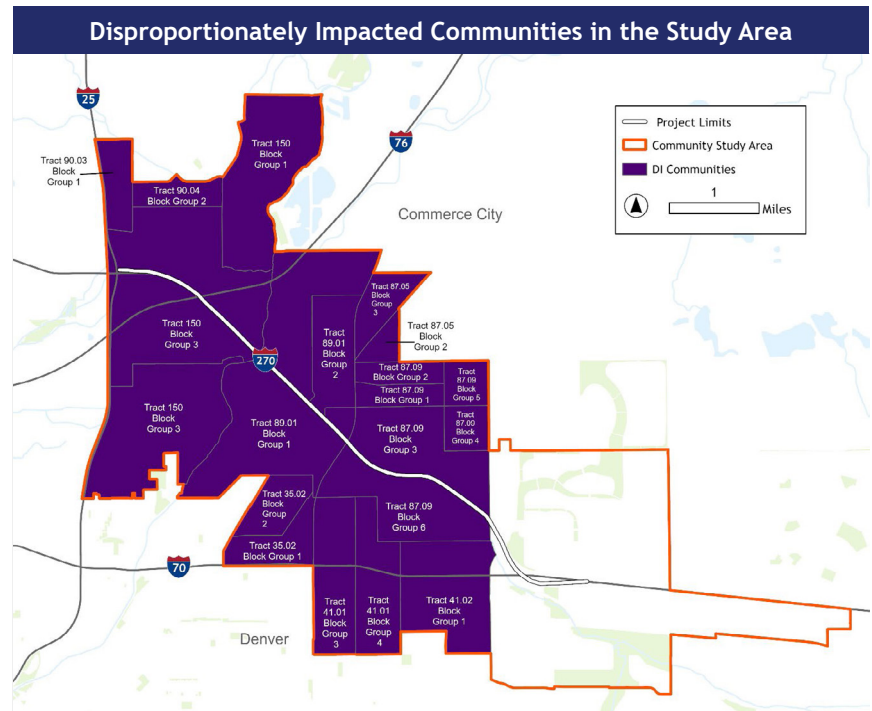 Disproportionately Impacted Communities in the Study Area
25
76
Tract 150
Block
Group 1
Project Limits
Community Study Area
DI Communities
1
Miles
Tract 90.03
Block
Group 1
Tract 90.04
Block Group 2
Commerce City
Tract 87.05
Block
Group
3
Tract 150
Block
Group 3
Tract
89.01
Block
Group
2
Tract 87.05
Block
Group 2
270
Tract 87.09
Block Group 2
Tract
87.09
Block
Group 5
Tract 87.09
Block Group 1
Tract 150
Block
Group 3
Tract 89.01
Block
Group 1
Tract 87.09
Block
Group 3
Tract
87.09
Block
Group 4
Tract 35.02
Block
Group
2
Tract 87.09
Block
Group 6
Tract 35.02
Block Group 1
70
Tract
41.01
Block
Group
3
Tract
41.01
Block
Group
4
Tract 41.02
Block
Group 1
Denver